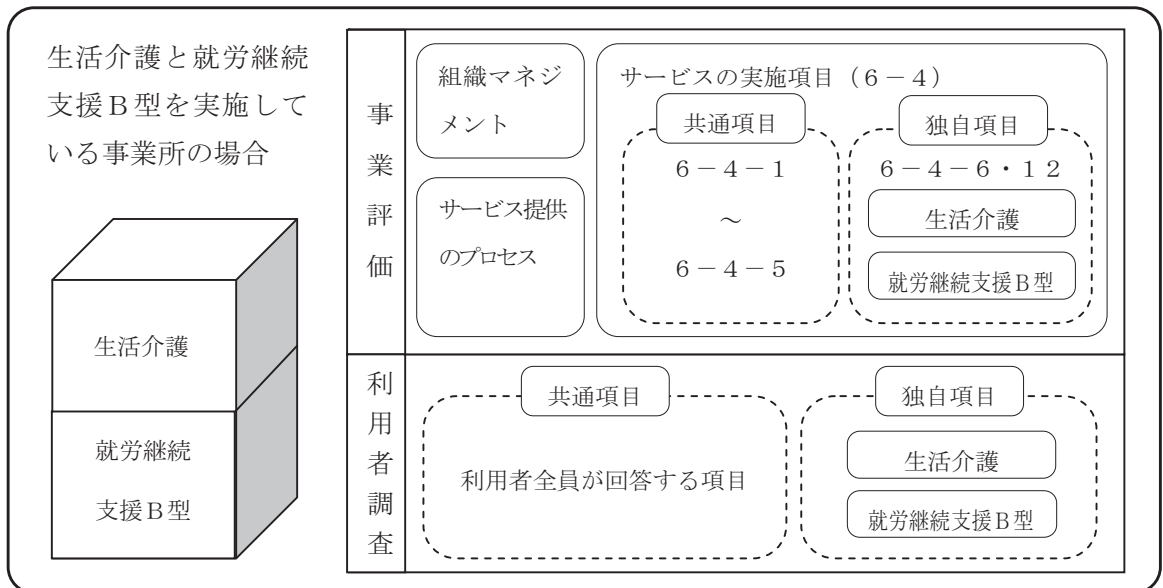 生活介護と就労継続
支援Ｂ型を実施して
いる事業所の場合
生活介護
就労継続
支援Ｂ型
事業評価
組織マネジ
メント
サービス提供
のプロセス
サービスの実施項目（６－４）
共通項目
６－４－１
～
６－４－５
独自項目
６－４－６・１２
生活介護
就労継続支援Ｂ型
利用者調査
共通項目
利用者全員が回答する項目
独自項目
生活介護
就労継続支援Ｂ型